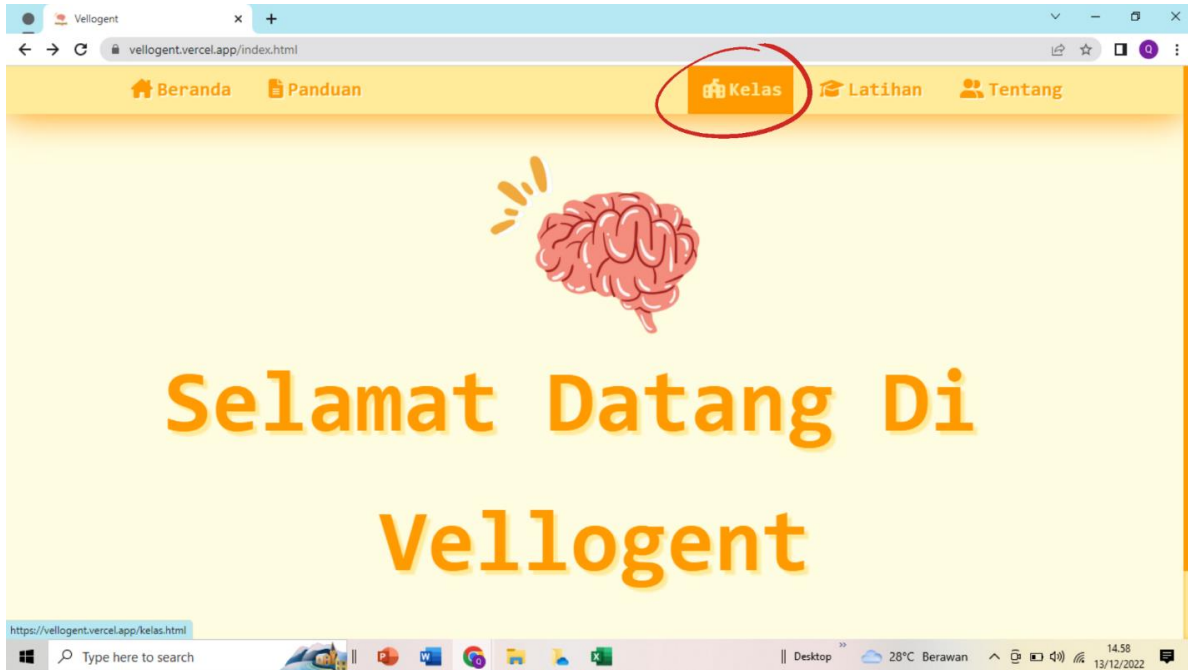 Vellogent
vellogent.vercel.app/index.html
Q
Beranda Panduan Kelas Latihan Tentang
Selamat Datang Di
Vellogent
https://vellogent.vercel.app/kelas.html
Type here to search
Desktop
28°C Berawan
14.58
13/12/2022